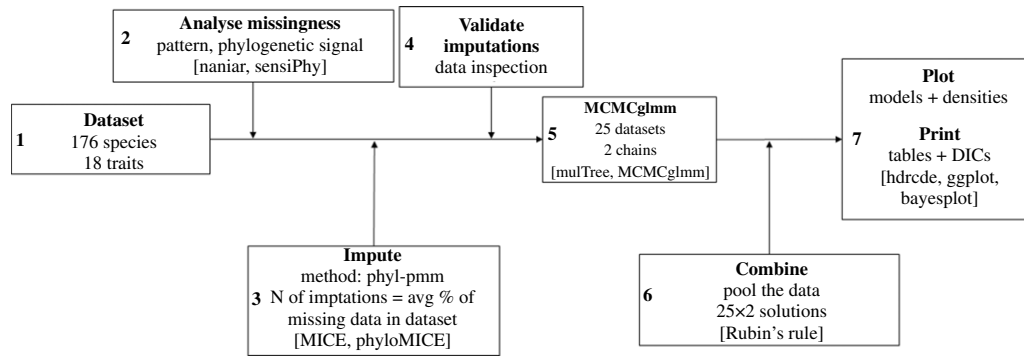 1
Dataset
176 species
18 traits
2
Analyse missingness
pattern, phylogenetic signal
[naniar, sensiPhy]
3
Impute
method: phyl-pmm
N of imptations = avg % of
missing data in dataset
[MICE, phyloMICE]
4
Validate
imputations
data inspection
5
MCMCglmm
25 datasets
2 chains
[mulTree, MCMCglmm]
6
Combine
pool the data
25×2 solutions
[Rubin’s rule]
7
Plot
models + densities
Print
tables + DICs
[hdrcde, ggplot,
bayesplot]